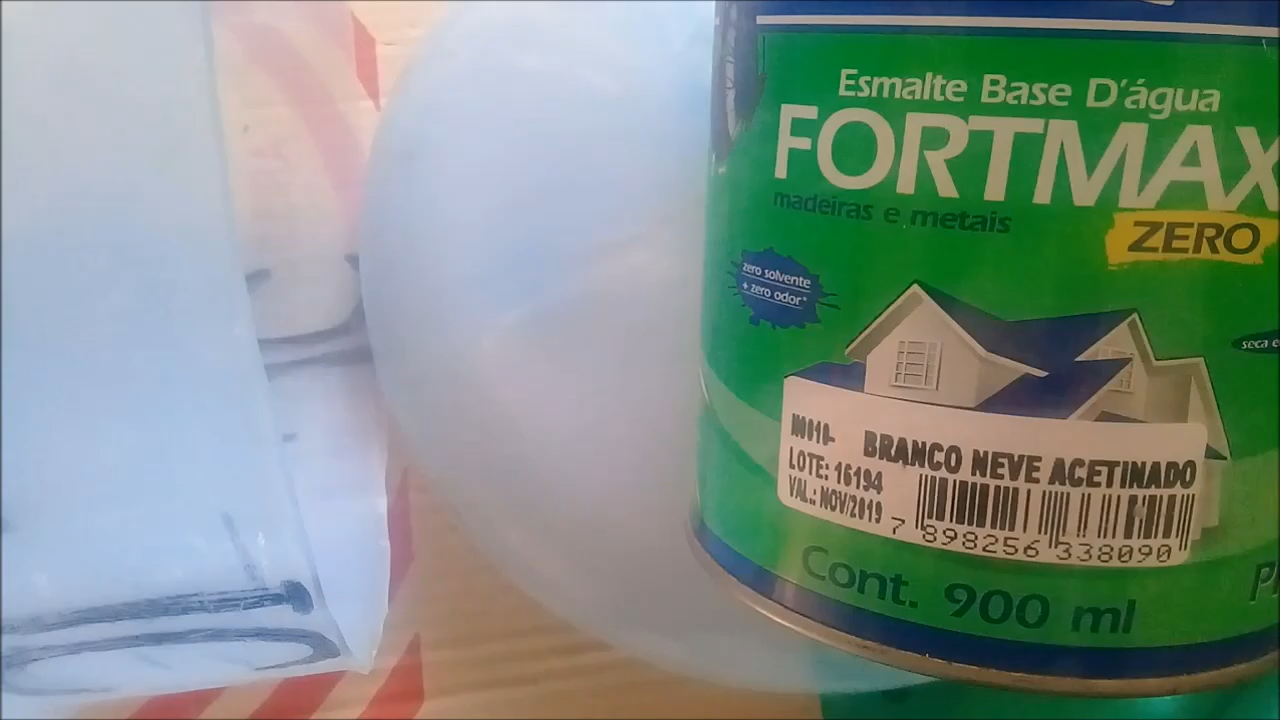 Esmalte Base D'água
FORTMAX
madeiras e metais
ZERO
zero solvente
+ zero odor*
seca e
BRANCO NEVE ACETINADO
LOTE: 16194
VAL.: NOV/2019
7 898256 338090
Cont. 900 ml